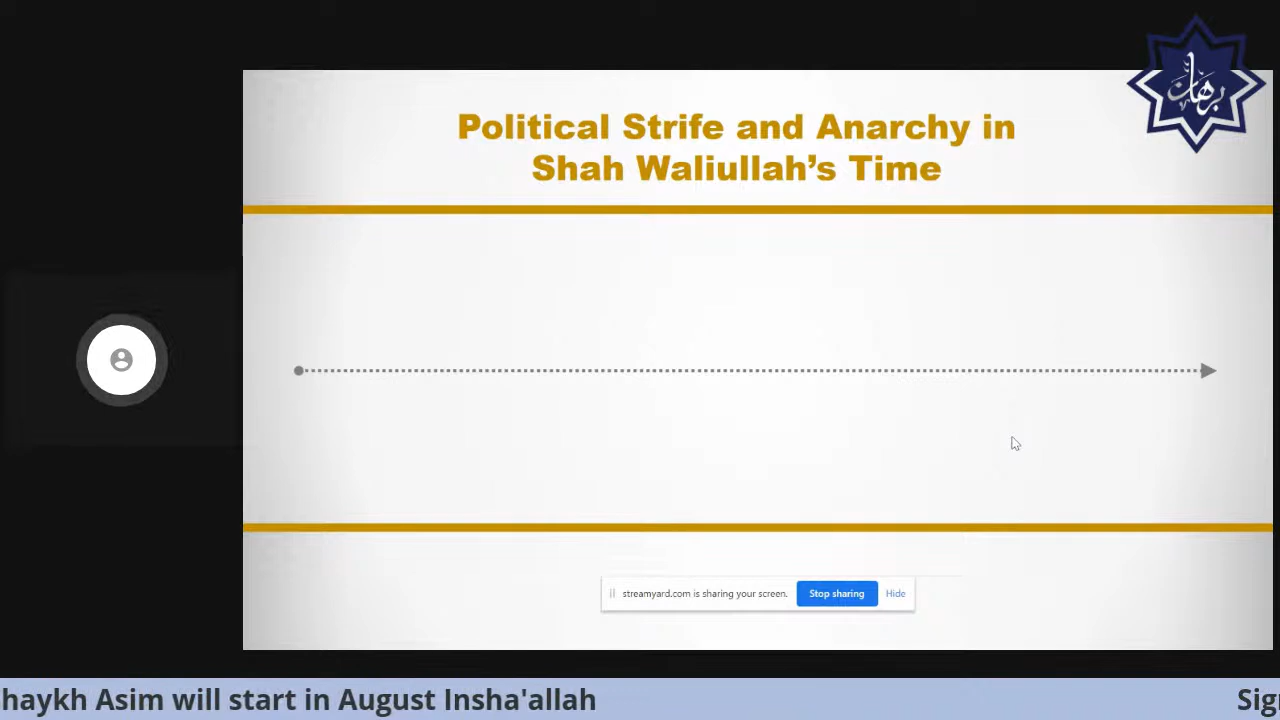 برهان
Political Strife and Anarchy in
Shah Waliullah’s Time
streamyard.com is sharing your screen. Stop sharing Hide
haykh Asim will start in August Insha'allah Sig